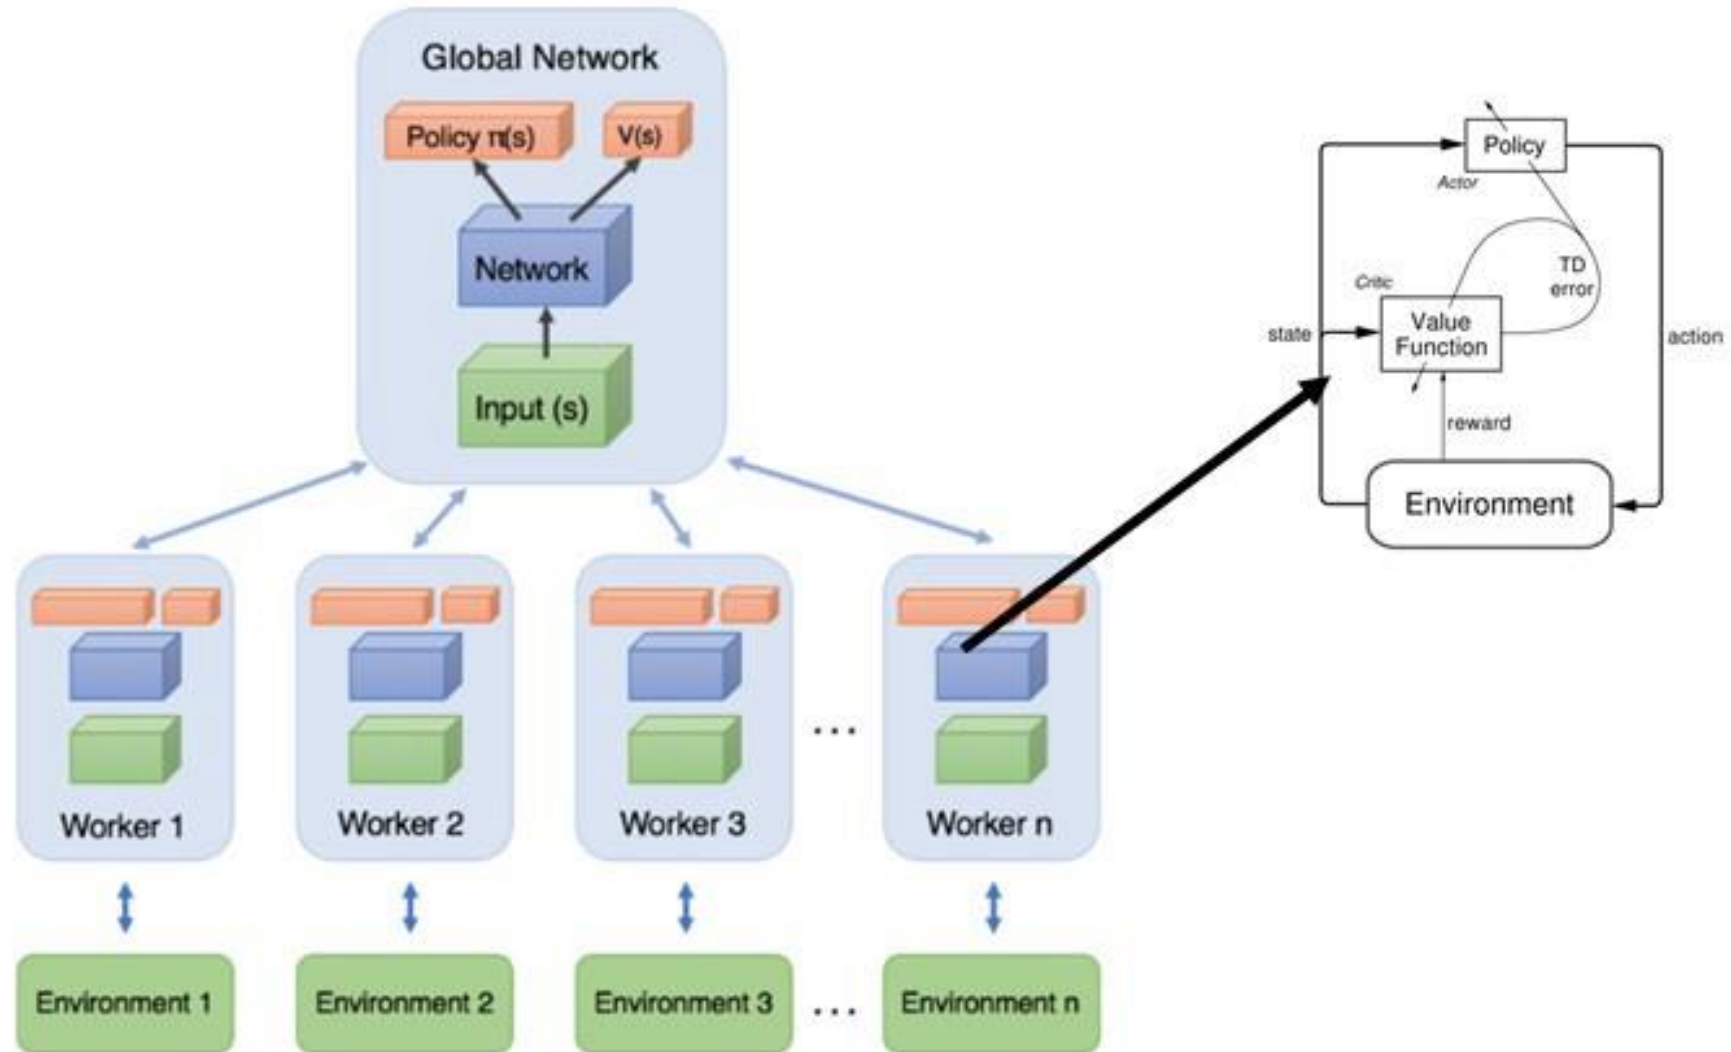 Global Network
Policy π(s)
V(s)
Network
Input (s)
Policy
Actor
TD
error
Critic
Value
Function
state
action
reward
Environment
Worker 1
Worker 2
Worker 3
...
Worker n
Environment 1
Environment 2
Environment 3
...
Environment n